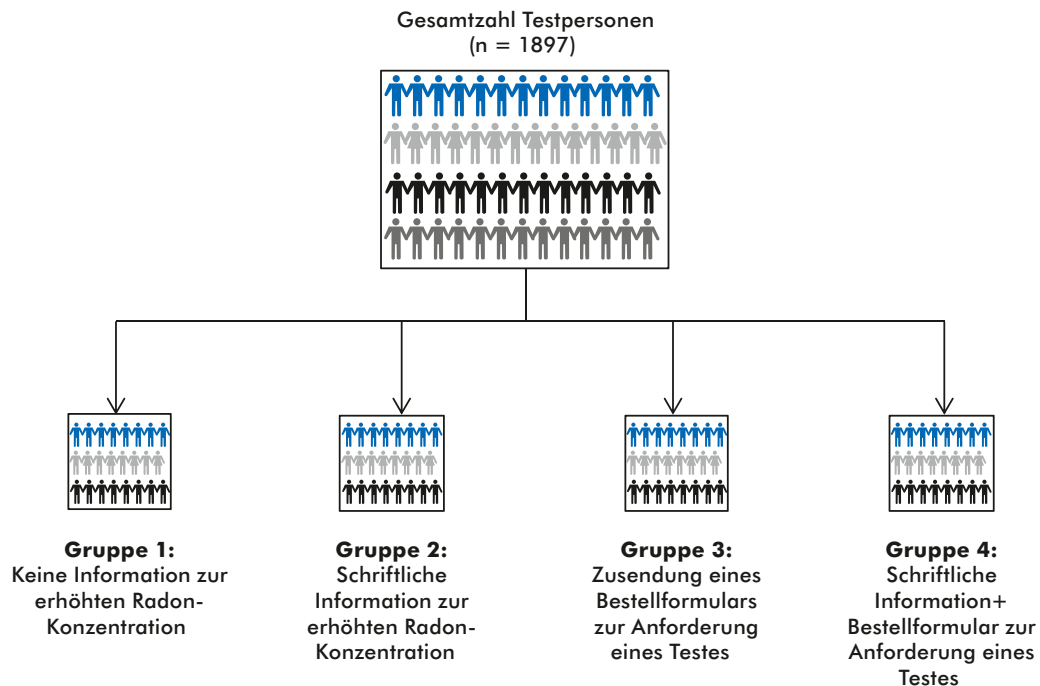 Gesamtzahl Testpersonen
(n = 1897)
Gruppe 1:
Keine Information zur
erhöhten Radon-
Konzentration
Gruppe 2:
Schriftliche
Information zur
erhöhten Radon-
Konzentration
Gruppe 3:
Zusendung eines
Bestellformulars
zur Anforderung
eines Testes
Gruppe 4:
Schriftliche
Information+
Bestellformular zur
Anforderung eines
Testes